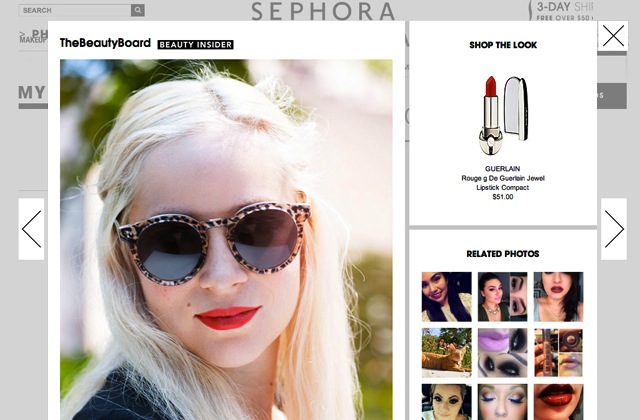 SEARCH
SEPHORA
3-DAY SHI
FREE OVER $50
> PH
MAKEUP
MY
TheBeautyBoard BEAUTY INSIDER
SHOP THE LOOK
GUERLAIN
Rouge g De Guerlain Jewel
Lipstick Compact
$51.00
RELATED PHOTOS